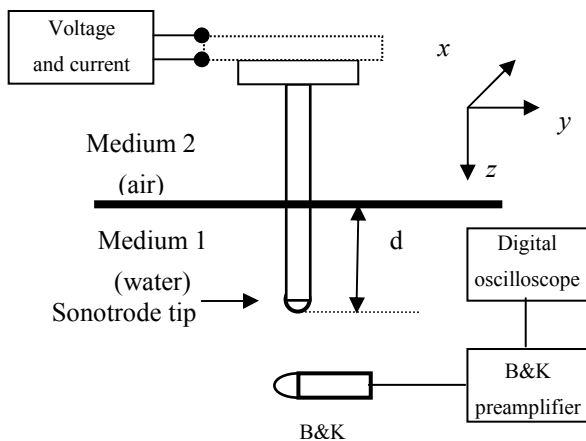 Voltage
and current
x
y
z
Medium 2
(air)
d
Medium 1
(water)
Sonotrode tip
Digital
oscilloscope
B&K
preamplifier
B&K